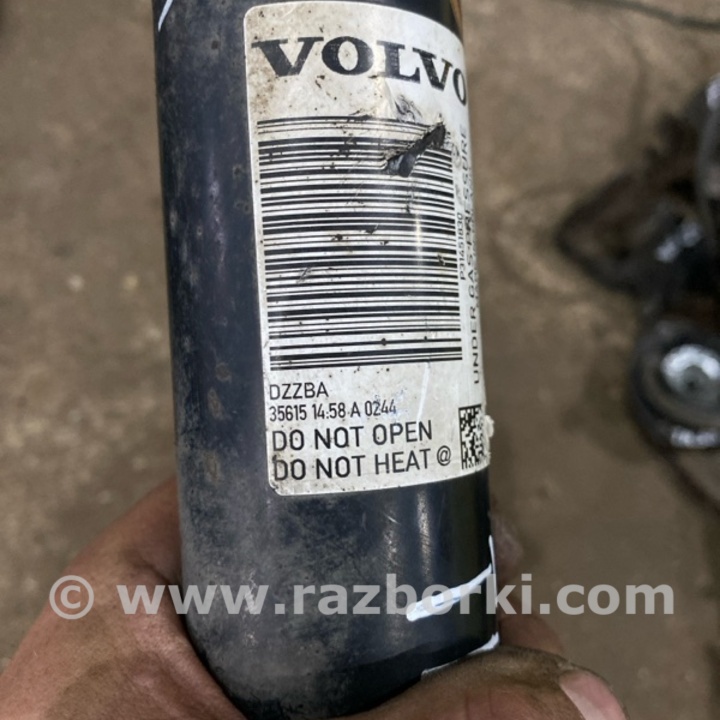 VOLVO
DZZBA
35615 14:58 A 0244
DO NOT OPEN
DO NOT HEAT @
UNDER GAS PRESSURE
© www.razborki.com